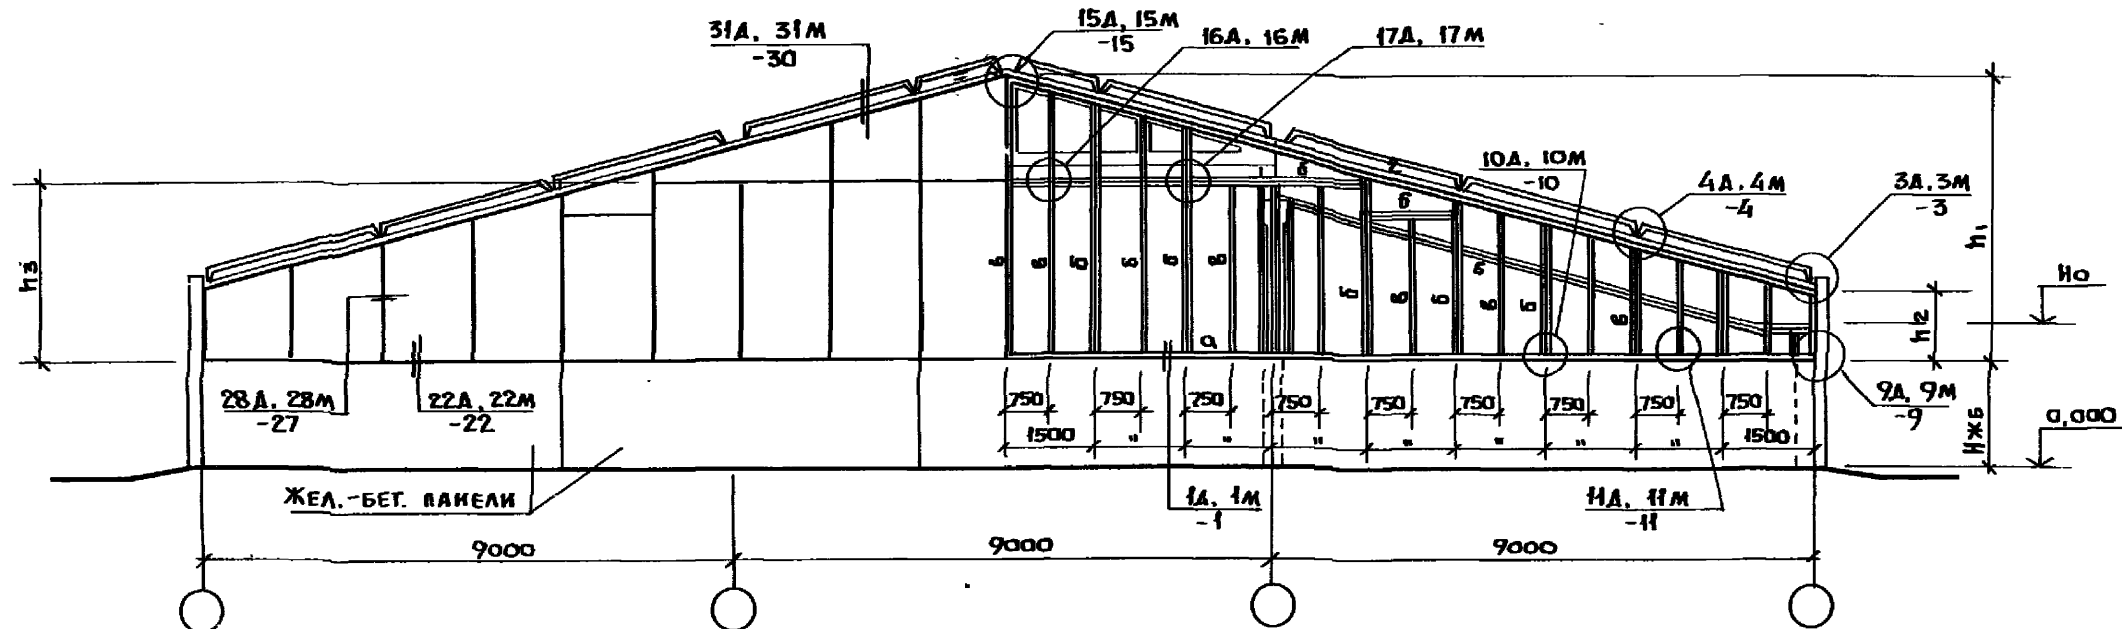 31Д, 31М
-30
15Д, 15М
-15
16Д, 16М
17Д, 17М
10Д, 10М
-10
4Д, 4М
-4
3Д, 3М
-3
h3
h1
h2
Но
Нжб
0,000
б
2
б
в
в
б
б
б
в
а
б
б
в
б
в
б
в
28Д, 28М
-27
22Д, 22М
-22
750
750
750
750
750
750
750
750
750
1500
"
"
"
"
"
"
"
1500
9Д, 9М
-9
ЖЕЛ.-БЕТ. ПАНЕЛИ
1Д, 1М
-1
11Д, 11М
-11
9000
9000
9000